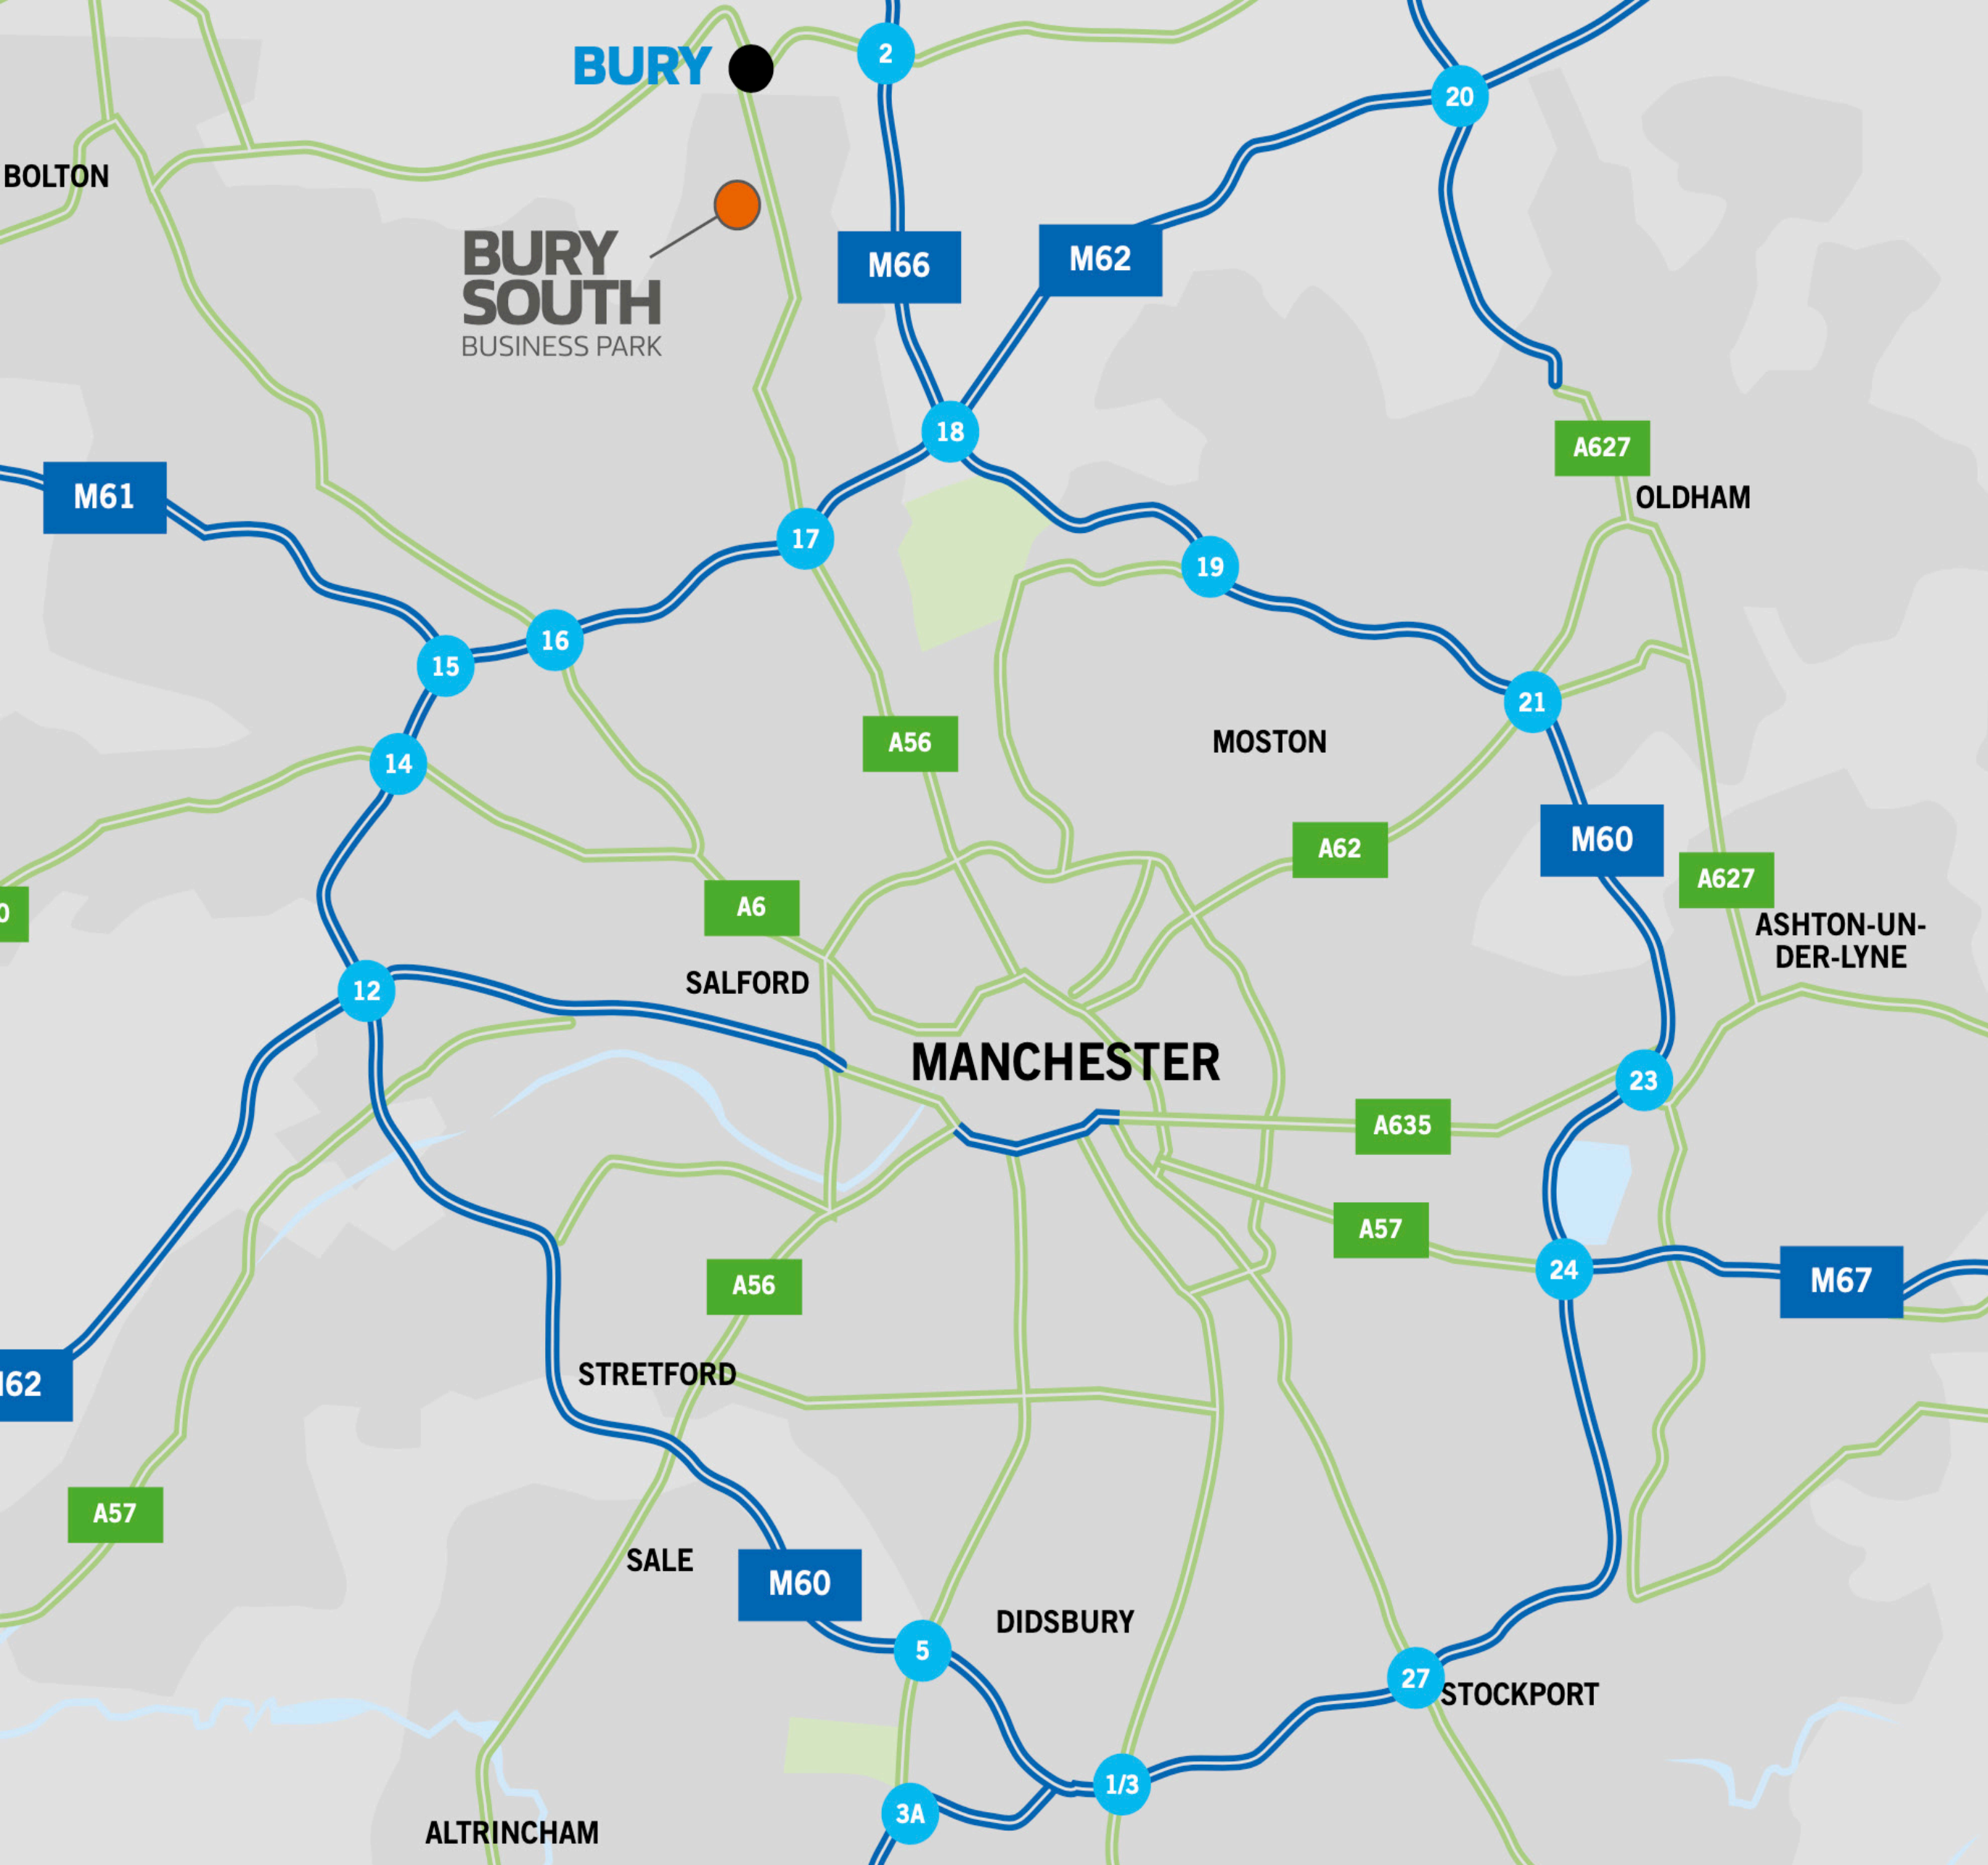 2
BURY
20
BOLTON
BURY
SOUTH
BUSINESS PARK
M66
M62
18
A627
M61
OLDHAM
17
19
16
15
21
14
A56
MOSTON
M60
A62
A627
A6
0
ASHTON-UN-
DER-LYNE
SALFORD
12
MANCHESTER
23
A635
A57
24
M67
A56
STRETFORD
62
A57
SALE
M60
DIDSBURY
5
27
STOCKPORT
1/3
3A
ALTRINCHAM